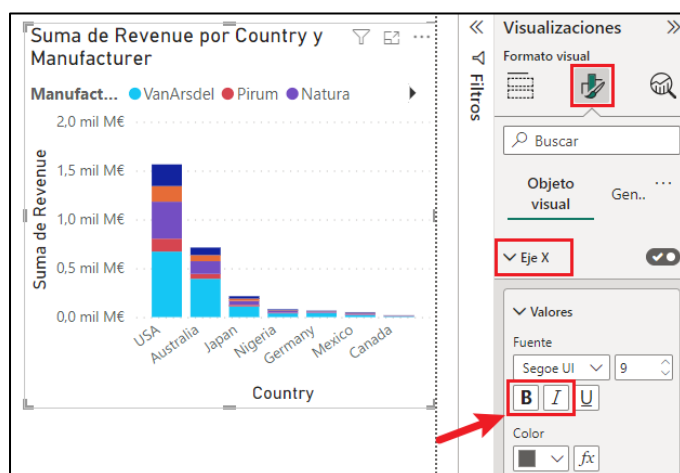 Suma de Revenue por Country y
Manufacturer
Manufact... VanArsdel Pirum Natura
2,0 mil M€
1,5 mil M€
1,0 mil M€
0,5 mil M€
0,0 mil M€
Suma de Revenue
USA
Australia
Japan
Nigeria
Germany
Mexico
Canada
Country
Filtros
Visualizaciones
Formato visual
Buscar
Objeto
visual
Gen..
Eje X
Valores
Fuente
Segoe UI 9
B I U
Color
fx